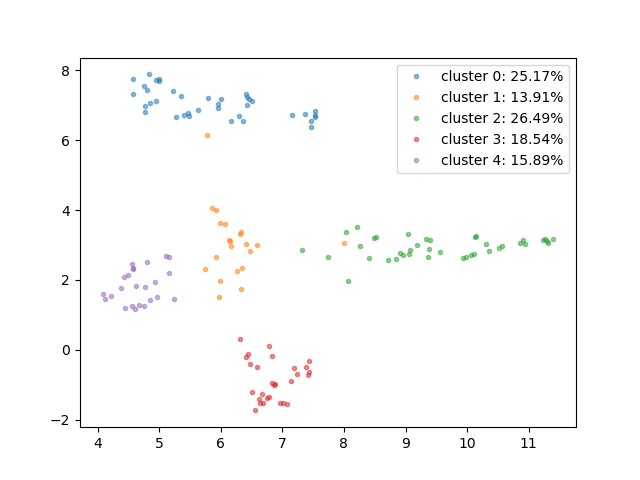 8
6
4
2
0
−2
4 5 6 7 8 9 10 11
cluster 0: 25.17%
cluster 1: 13.91%
cluster 2: 26.49%
cluster 3: 18.54%
cluster 4: 15.89%